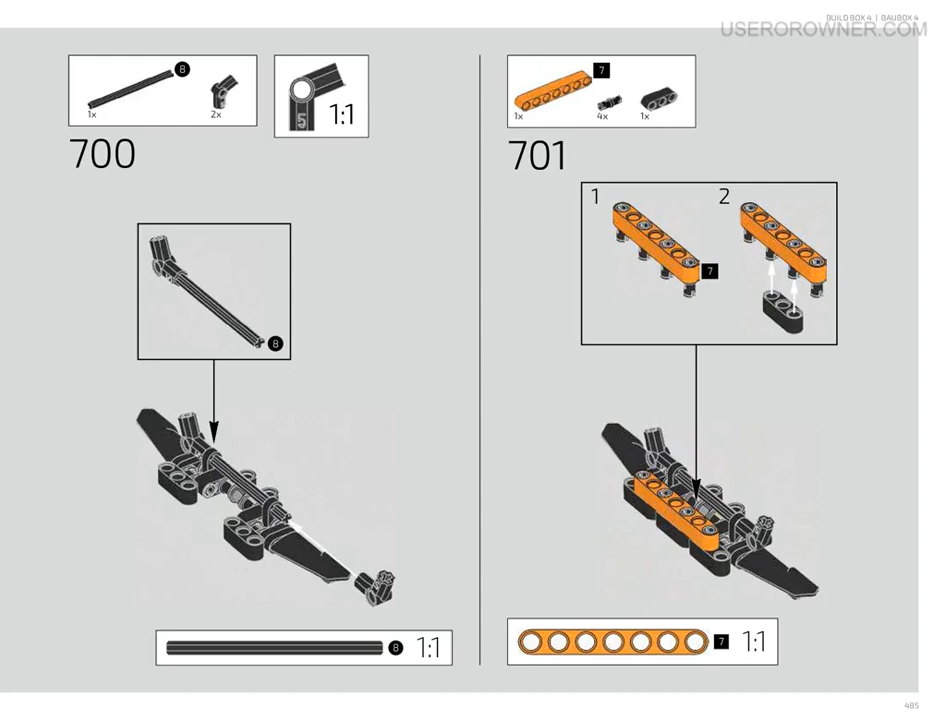 BUILD BOX 4 | BAUBOX 4
USEROROWNER.COM
8
1x
2x
5
1:1
700
8
8
1:1
7
1x
4x
1x
701
1
2
7
7
1:1
485